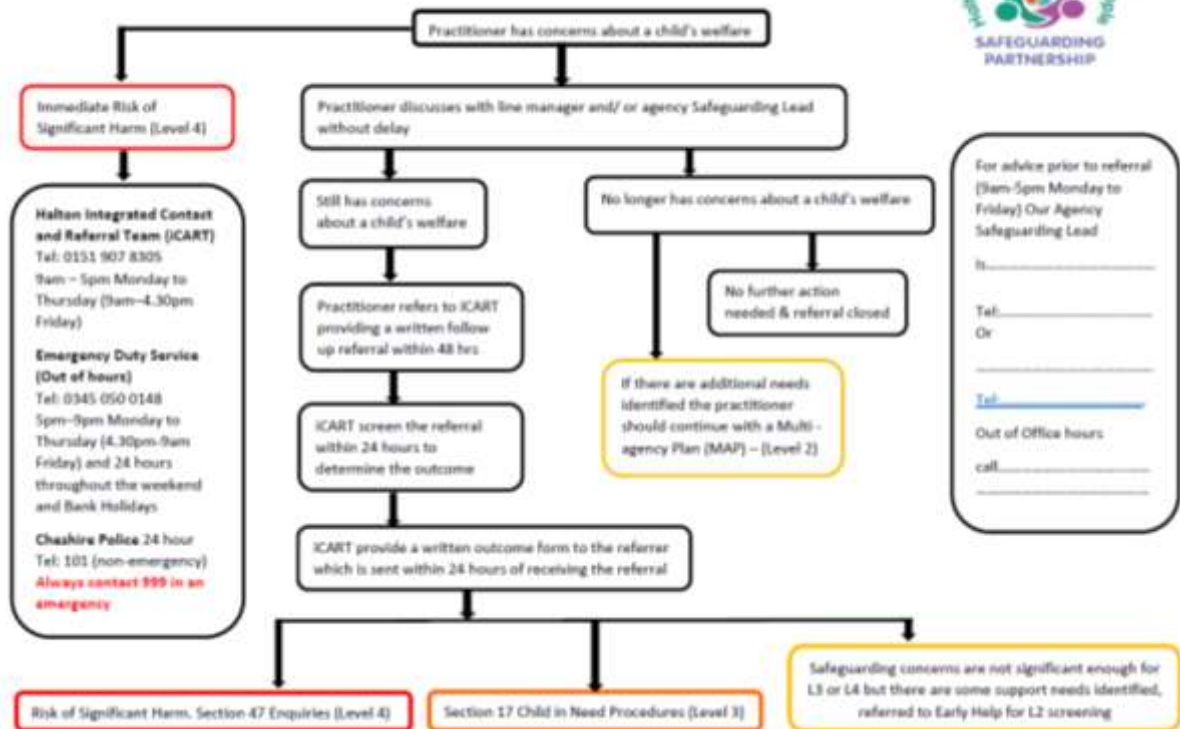 SAFEGUARDING
PARTNERSHIP
Practitioner has concerns about a child's welfare
Immediate Risk of
Significant Harm (Level 4)
Practitioner discusses with line manager and/ or agency Safeguarding Lead
without delay
Halton Integrated Contact
and Referral Team (iCART)
Tel: 0151 907 8305
9am – 5pm Monday to
Thursday (9am–4.30pm
Friday)
Emergency Duty Service
(Out of hours)
Tel: 0345 050 0148
5pm–9pm Monday to
Thursday (4.30pm-9am
Friday) and 24 hours
throughout the weekend
and Bank Holidays
Cheshire Police 24 hour
Tel: 101 (non-emergency)
Always contact 999 in an
emergency
Still has concerns
about a child's welfare
No longer has concerns about a child's welfare
Practitioner refers to iCART
providing a written follow
up referral within 48 hrs
No further action
needed & referral closed
If there are additional needs
identified the practitioner
should continue with a Multi -
agency Plan (MAP) – (Level 2)
iCART screen the referral
within 24 hours to
determine the outcome
iCART provide a written outcome form to the referrer
which is sent within 24 hours of receiving the referral
Risk of Significant Harm. Section 47 Enquiries (Level 4)
Section 17 Child in Need Procedures (Level 3)
Safeguarding concerns are not significant enough for
L3 or L4 but there are some support needs identified,
referred to Early Help for L2 screening
For advice prior to referral
(9am-5pm Monday to
Friday) Our Agency
Safeguarding Lead
Is
Tel:
Or
Tel:
Out of Office hours
call